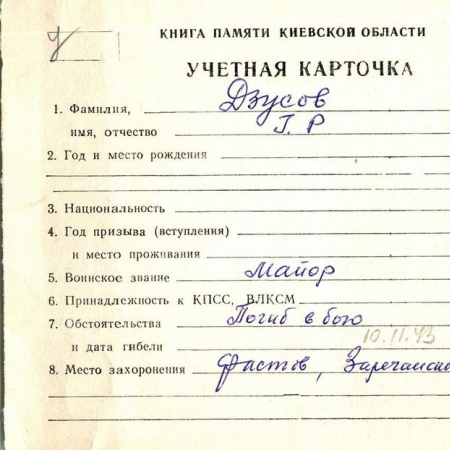 КНИГА ПАМЯТИ КИЕВСКОЙ ОБЛАСТИ
УЧЕТНАЯ КАРТОЧКА
1. Фамилия, Дзусов
имя, отчество Г. Р
2. Год и место рождения
3. Национальность
4. Год призыва (вступления)
и место проживания
5. Воинское звание Майор
6. Принадлежность к КПСС, ВЛКСМ
7. Обстоятельства Погиб в бою
и дата гибели 10.11.43
8. Место захоронения Фастов,